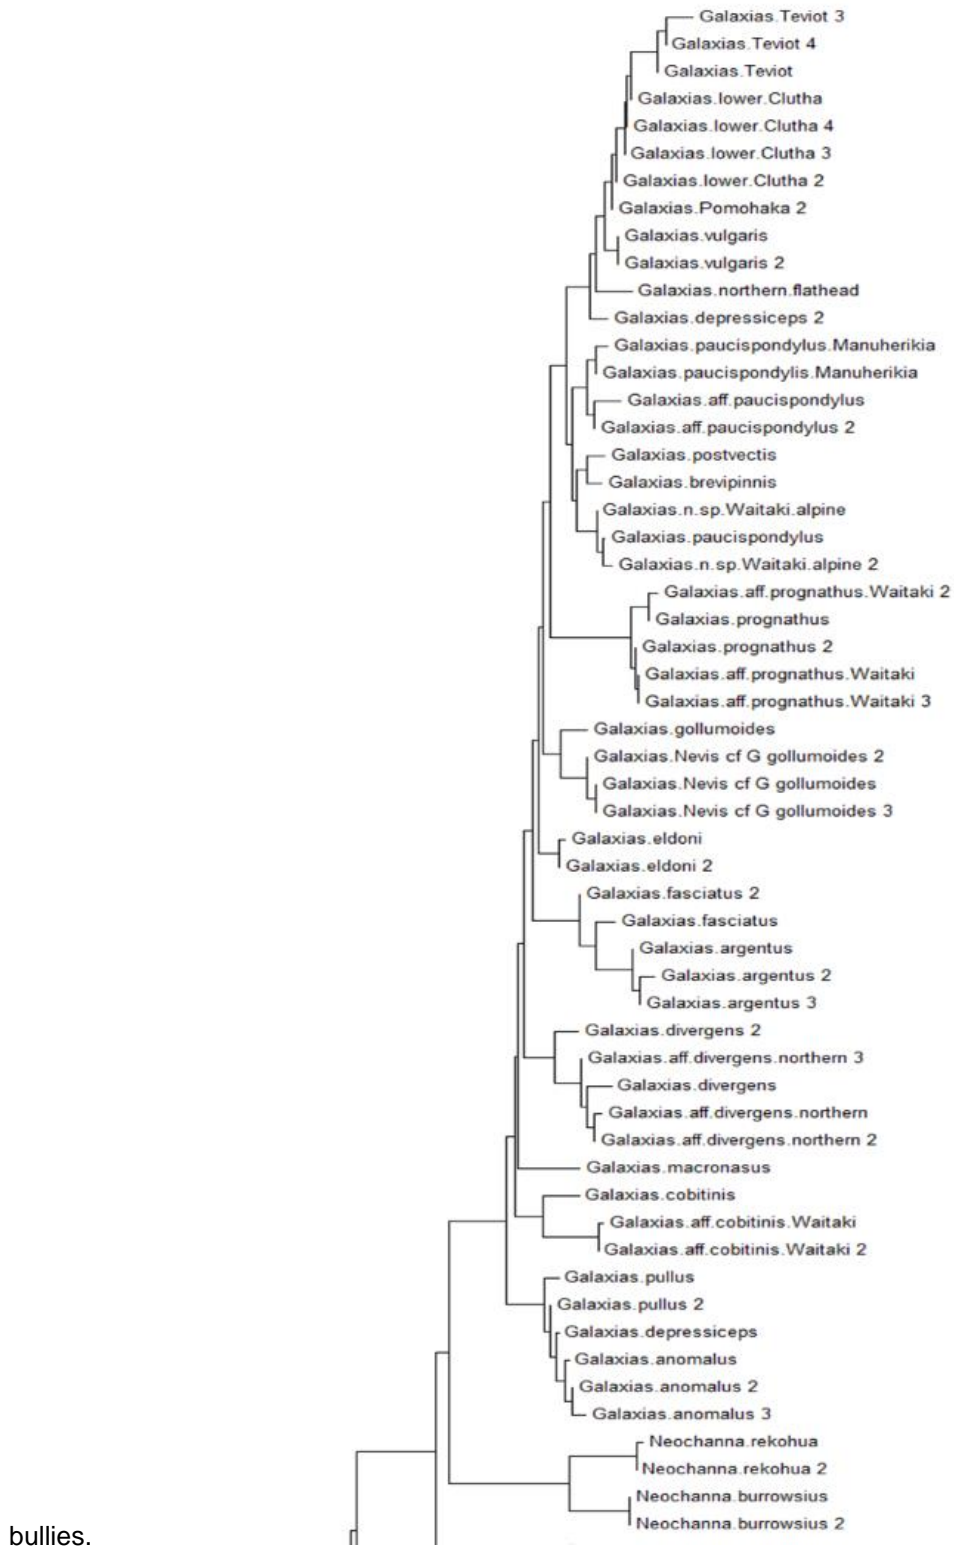 Galaxias.Teviot 3
Galaxias.Teviot 4
Galaxias.Teviot
Galaxias.lower.Clutha
Galaxias.lower.Clutha 4
Galaxias.lower.Clutha 3
Galaxias.lower.Clutha 2
Galaxias.Pomohaka 2
Galaxias.vulgaris
Galaxias.vulgaris 2
Galaxias.northern.flathead
Galaxias.depressiceps 2
Galaxias.paucispondylus.Manuherikia
Galaxias.paucispondylis.Manuherikia
Galaxias.aff.paucispondylus
Galaxias.aff.paucispondylus 2
Galaxias.postvectis
Galaxias.brevipinnis
Galaxias.n.sp.Waitaki.alpine
Galaxias.paucispondylus
Galaxias.n.sp.Waitaki.alpine 2
Galaxias.aff.prognathus.Waitaki 2
Galaxias.prognathus
Galaxias.prognathus 2
Galaxias.aff.prognathus.Waitaki
Galaxias.aff.prognathus.Waitaki 3
Galaxias.gollumoides
Galaxias.Nevis cf G gollumoides 2
Galaxias.Nevis cf G gollumoides
Galaxias.Nevis cf G gollumoides 3
Galaxias.eldoni
Galaxias.eldoni 2
Galaxias.fasciatus 2
Galaxias.fasciatus
Galaxias.argentus
Galaxias.argentus 2
Galaxias.argentus 3
Galaxias.divergens 2
Galaxias.aff.divergens.northern 3
Galaxias.divergens
Galaxias.aff.divergens.northern
Galaxias.aff.divergens.northern 2
Galaxias.macronasus
Galaxias.cobitinis
Galaxias.aff.cobitinis.Waitaki
Galaxias.aff.cobitinis.Waitaki 2
Galaxias.pullus
Galaxias.pullus 2
Galaxias.depressiceps
Galaxias.anomalus
Galaxias.anomalus 2
Galaxias.anomalus 3
Neochanna.rekohua
Neochanna.rekohua 2
Neochanna.burrowsius
Neochanna.burrowsius 2
bullies.